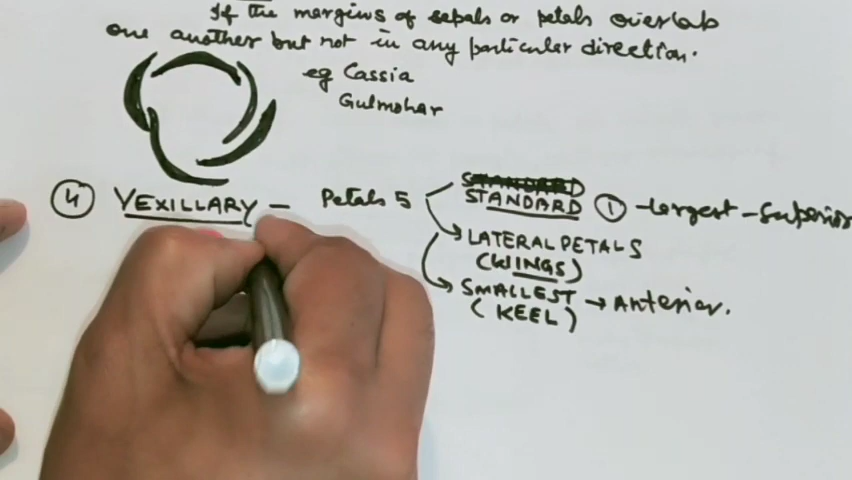 If the margins of sepals or petals overlap
one another but not in any particular direction.
eg Cassia
Gulmohar
④ VEXILLARY - Petals 5
STANDARD
STANDARD ① - largest - Superior
LATERAL PETALS
(WINGS)
SMALLEST → Anterior.
(KEEL)